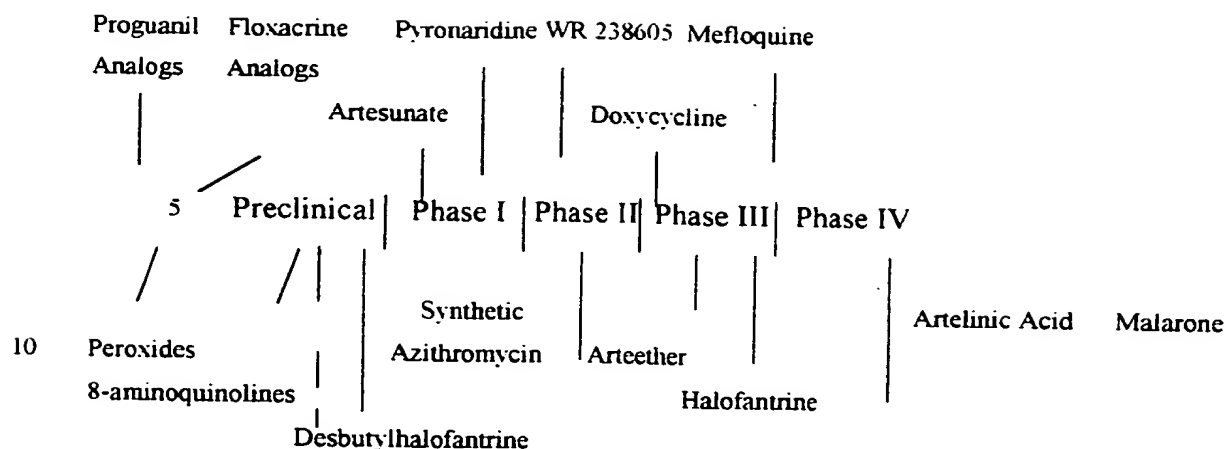 Proguanil Floxacrine Pyronaridine WR 238605 Mefloquine
Analogs Analogs
Artesunate Doxycycline
5 Preclinical Phase I Phase II Phase III Phase IV
Synthetic
Artelinic Acid Malarone
10 Peroxides Azithromycin Arteether
8-aminoquinolines
Halofantrine
Desbutylhalofantrine